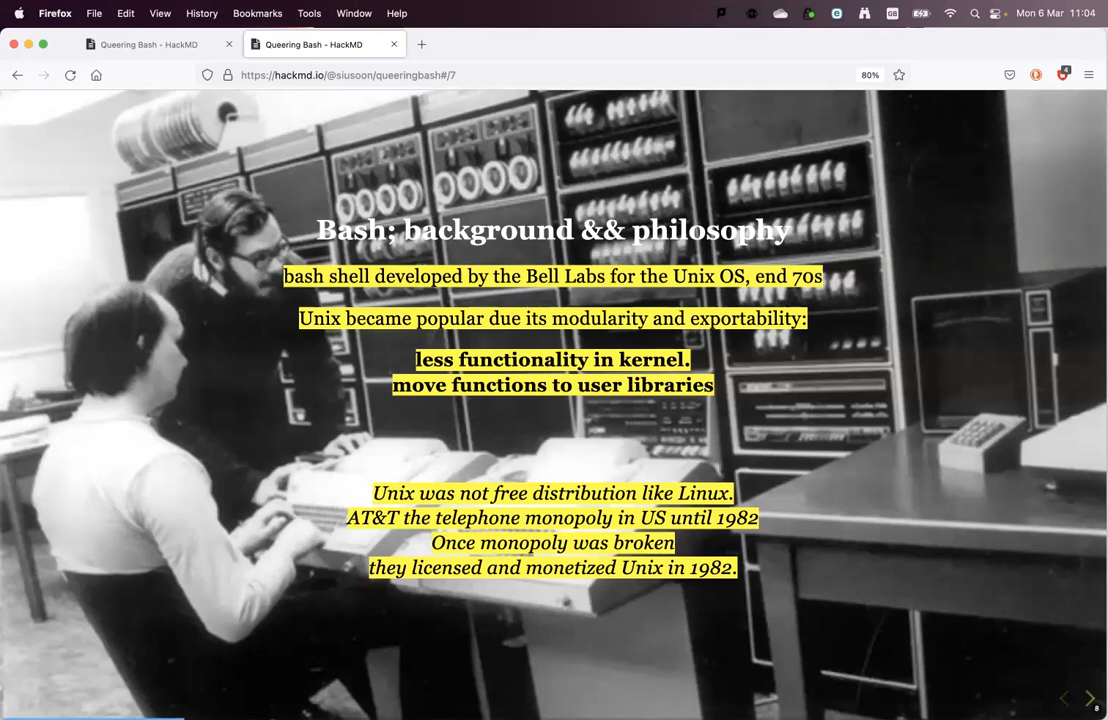 Firefox File Edit View History Bookmarks Tools Window Help Mon 6 Mar 11:04
Queering Bash - HackMD Queering Bash - HackMD
https://hackmd.io/@siusoon/queeringbash#/7 80% 4
Bash; background && philosophy
bash shell developed by the Bell Labs for the Unix OS, end 70s
Unix became popular due its modularity and exportability:
less functionality in kernel.
move functions to user libraries
Unix was not free distribution like Linux.
AT&T the telephone monopoly in US until 1982
Once monopoly was broken
they licensed and monetized Unix in 1982.
8